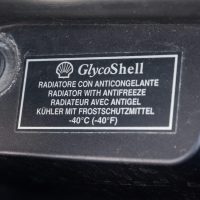 GlycoShell
RADIATORE CON ANTICONGELANTE
RADIATOR WITH ANTIFREEZE
RADIATEUR AVEC ANTIGEL
KÜHLER MIT FROSTSCHUTZMITTEL
-40°C (-40°F)